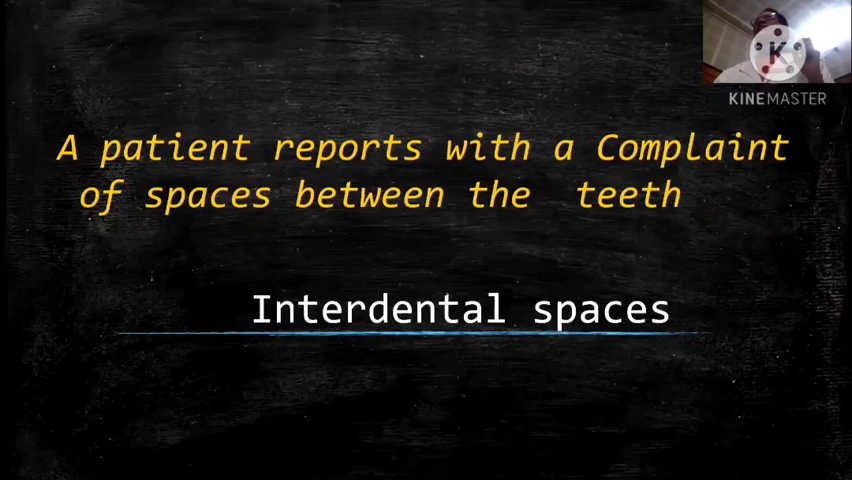 K
KINEMASTER
A patient reports with a Complaint
of spaces between the teeth
Interdental spaces